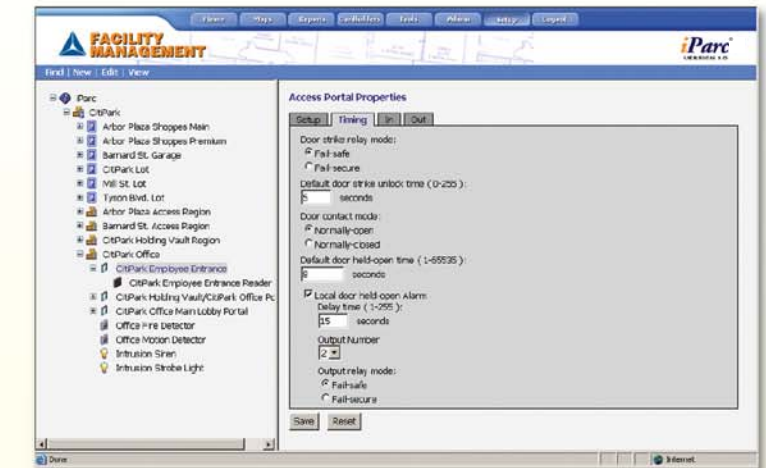 Home Maps Reports Cardholders Tools Admin Setup Logout
FACILITY
MANAGEMENT
iParc
Find | New | Edit | View
iParc
CitPark
Arbor Plaza Shoppes Main
Arbor Plaza Shoppes Premium
Barnard St. Garage
CitPark Lot
Mill St. Lot
Tyson Blvd. Lot
Arbor Plaza Access Region
Barnard St. Access Region
CitPark Holding Vault Region
CitPark Office
CitPark Employee Entrance
CitPark Employee Entrance Reader
CitPark Holding Vault/CitPark Office Po
CitPark Office Main Lobby Portal
Office Fire Detector
Office Motion Detector
Intrusion Siren
Intrusion Strobe Light
Access Portal Properties
Setup Timing In Out
Door strike relay mode:
Fail-safe
Fail-secure
Default door strike unlock time (0-255):
5 seconds
Door contact mode:
Normally-open
Normally-closed
Default door held-open time (1-65535):
seconds
Local door held-open Alarm
Delay time (1-255):
15 seconds
Output Number
2
Output relay mode:
Fail-safe
Fail-secure
Save Reset
Done
Internet